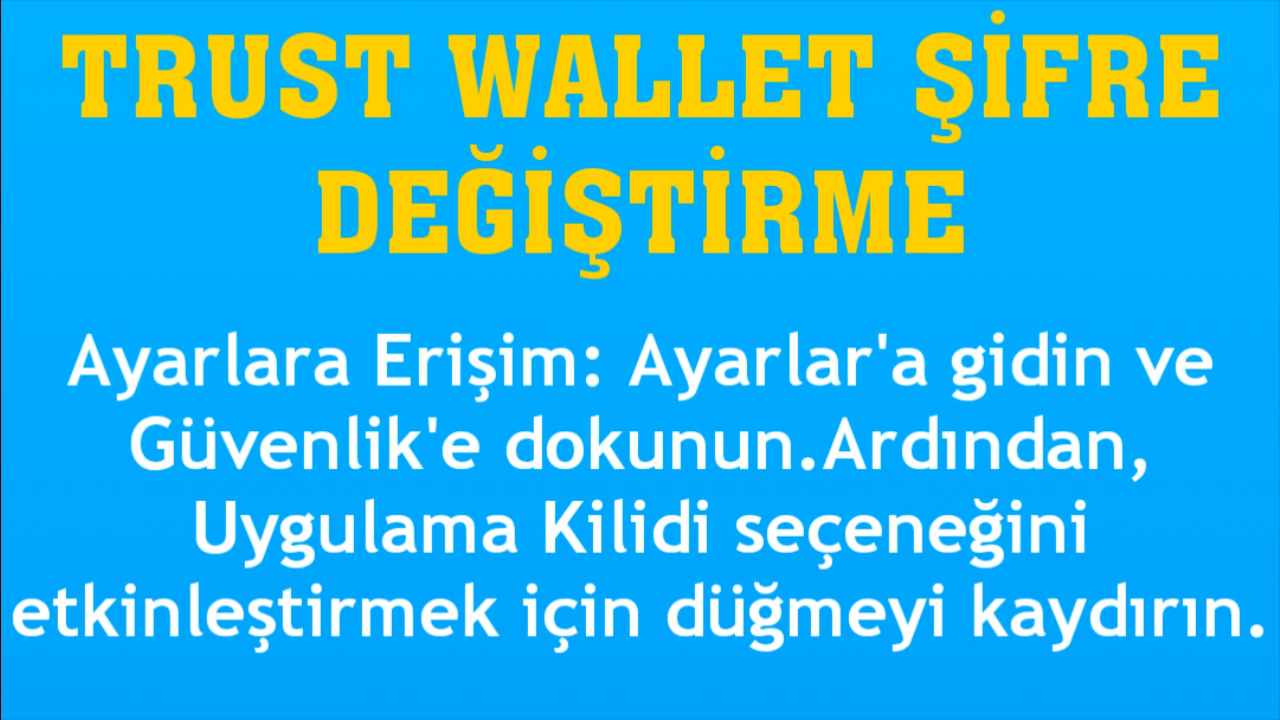 TRUST WALLET ŞİFRE
DEĞİŞTİRME
Ayarlara Erişim: Ayarlar'a gidin ve
Güvenlik'e dokunun.Ardından,
Uygulama Kilidi seçeneğini
etkinleştirmek için düğmeyi kaydırın.